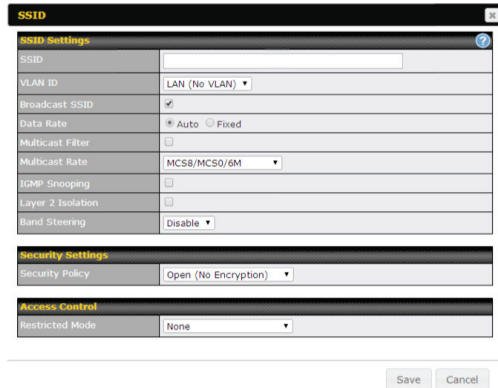 SSID
SSID Settings
SSID
VLAN ID LAN (No VLAN)
Broadcast SSID
Data Rate Auto Fixed
Multicast Filter
Multicast Rate MCS8/MCS0/6M
IGMP Snooping
Layer 2 Isolation
Band Steering Disable
Security Settings
Security Policy Open (No Encryption)
Access Control
Restricted Mode None
Save Cancel